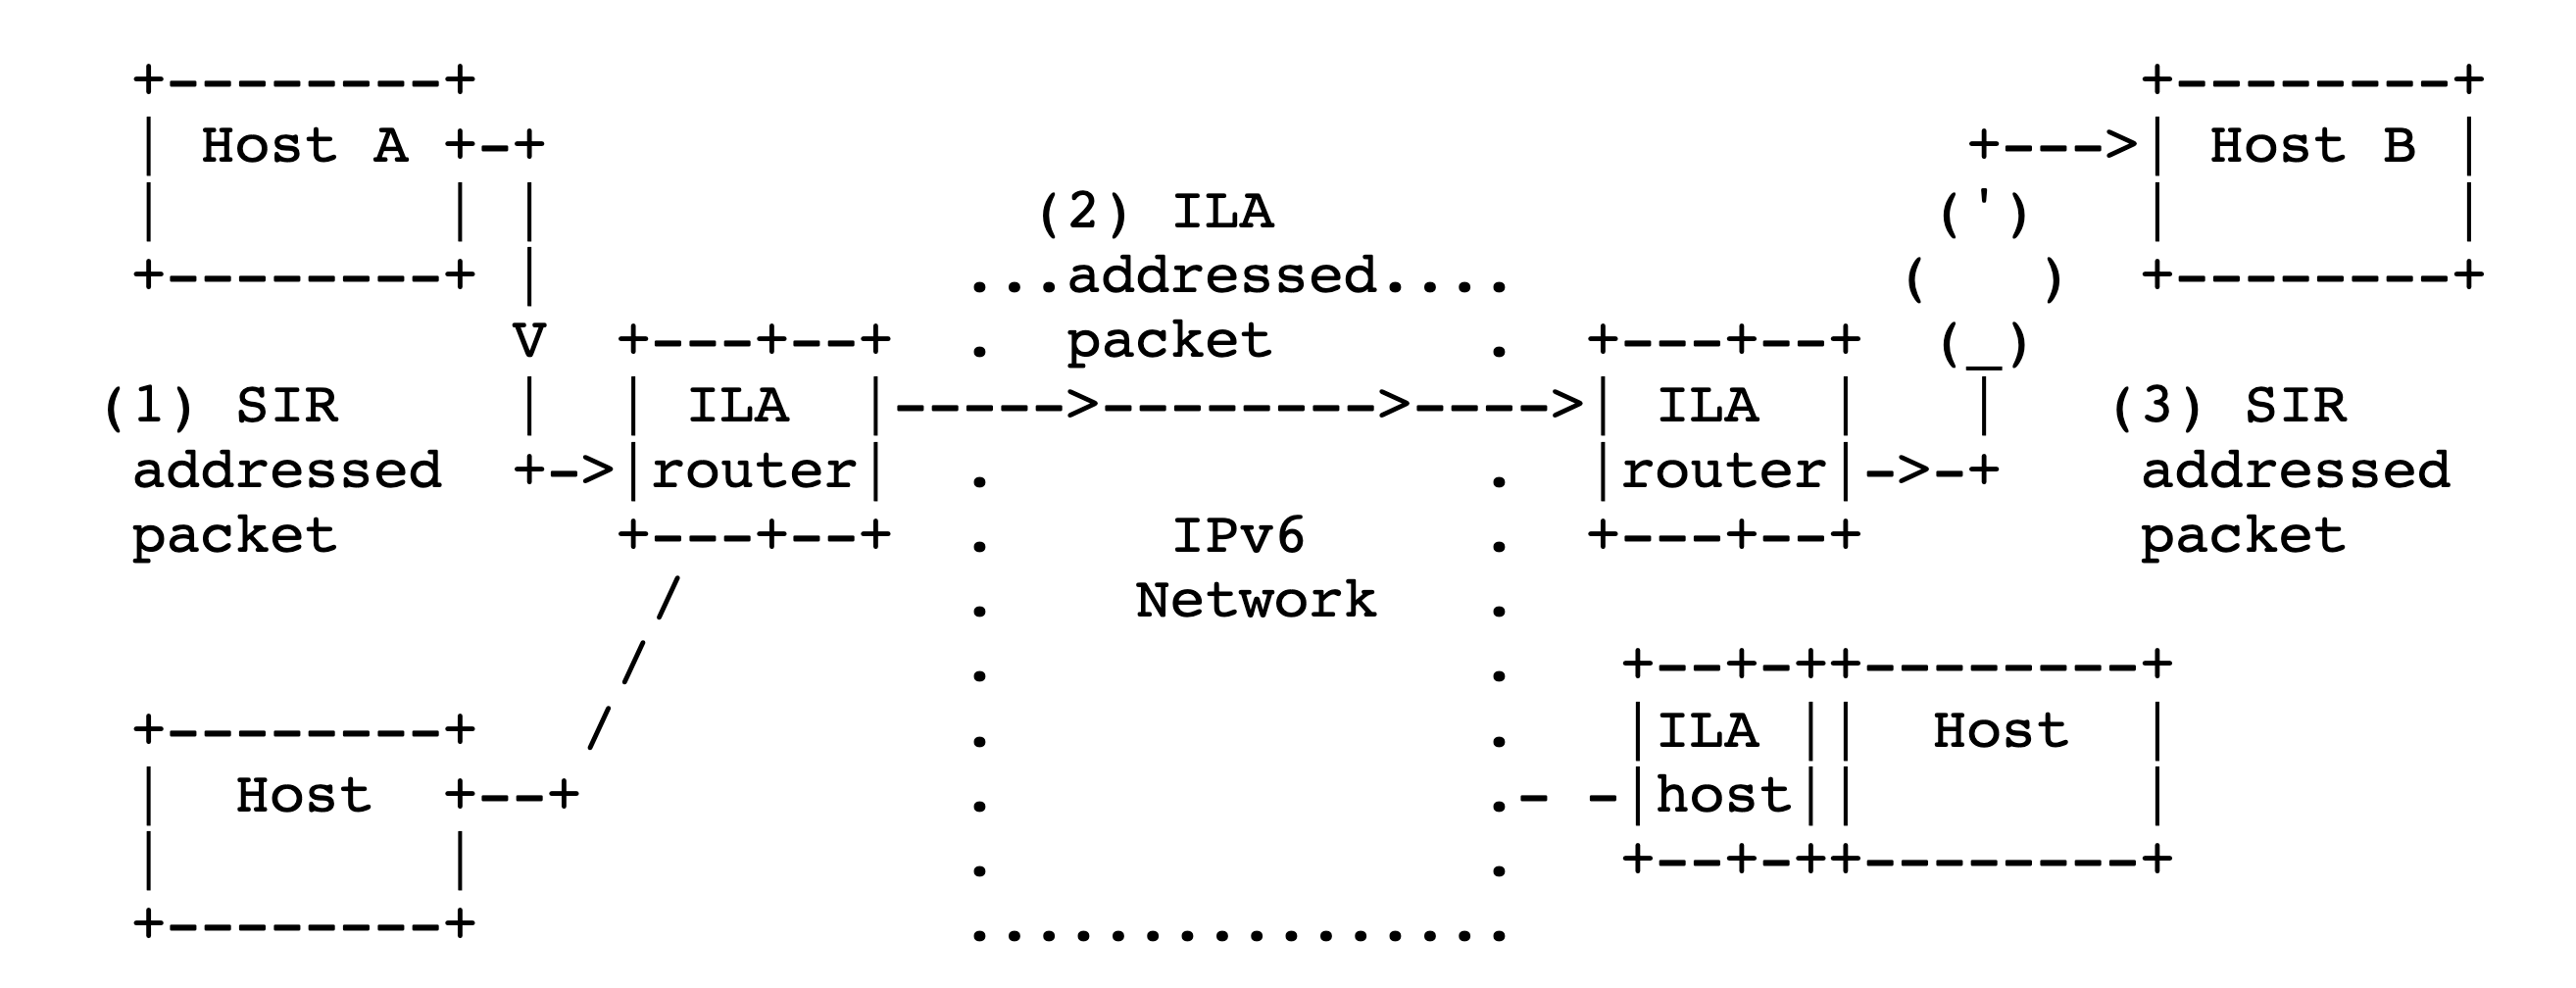 +--------+                                                +--------+
| Host A +-+                                         +--->| Host B |
|        | |              (2) ILA                   (')   |        |
+--------+ |            ...addressed....           (   )  +--------+
           V  +---+--+  .  packet      .  +---+--+  (_)
(1) SIR    |  | ILA  |----->-------->---->| ILA  |   |   (3) SIR
addressed  +->|router|  .              .  |router|->-+    addressed
packet        +---+--+  .     IPv6     .  +---+--+        packet
               /        .    Network   .
              /         .              .   +--+-++--------+
+--------+   /          .              .   |ILA ||  Host  |
|  Host  +--+           .              .- -|host||        |
|        |              .              .   +--+-++--------+
+--------+              ................